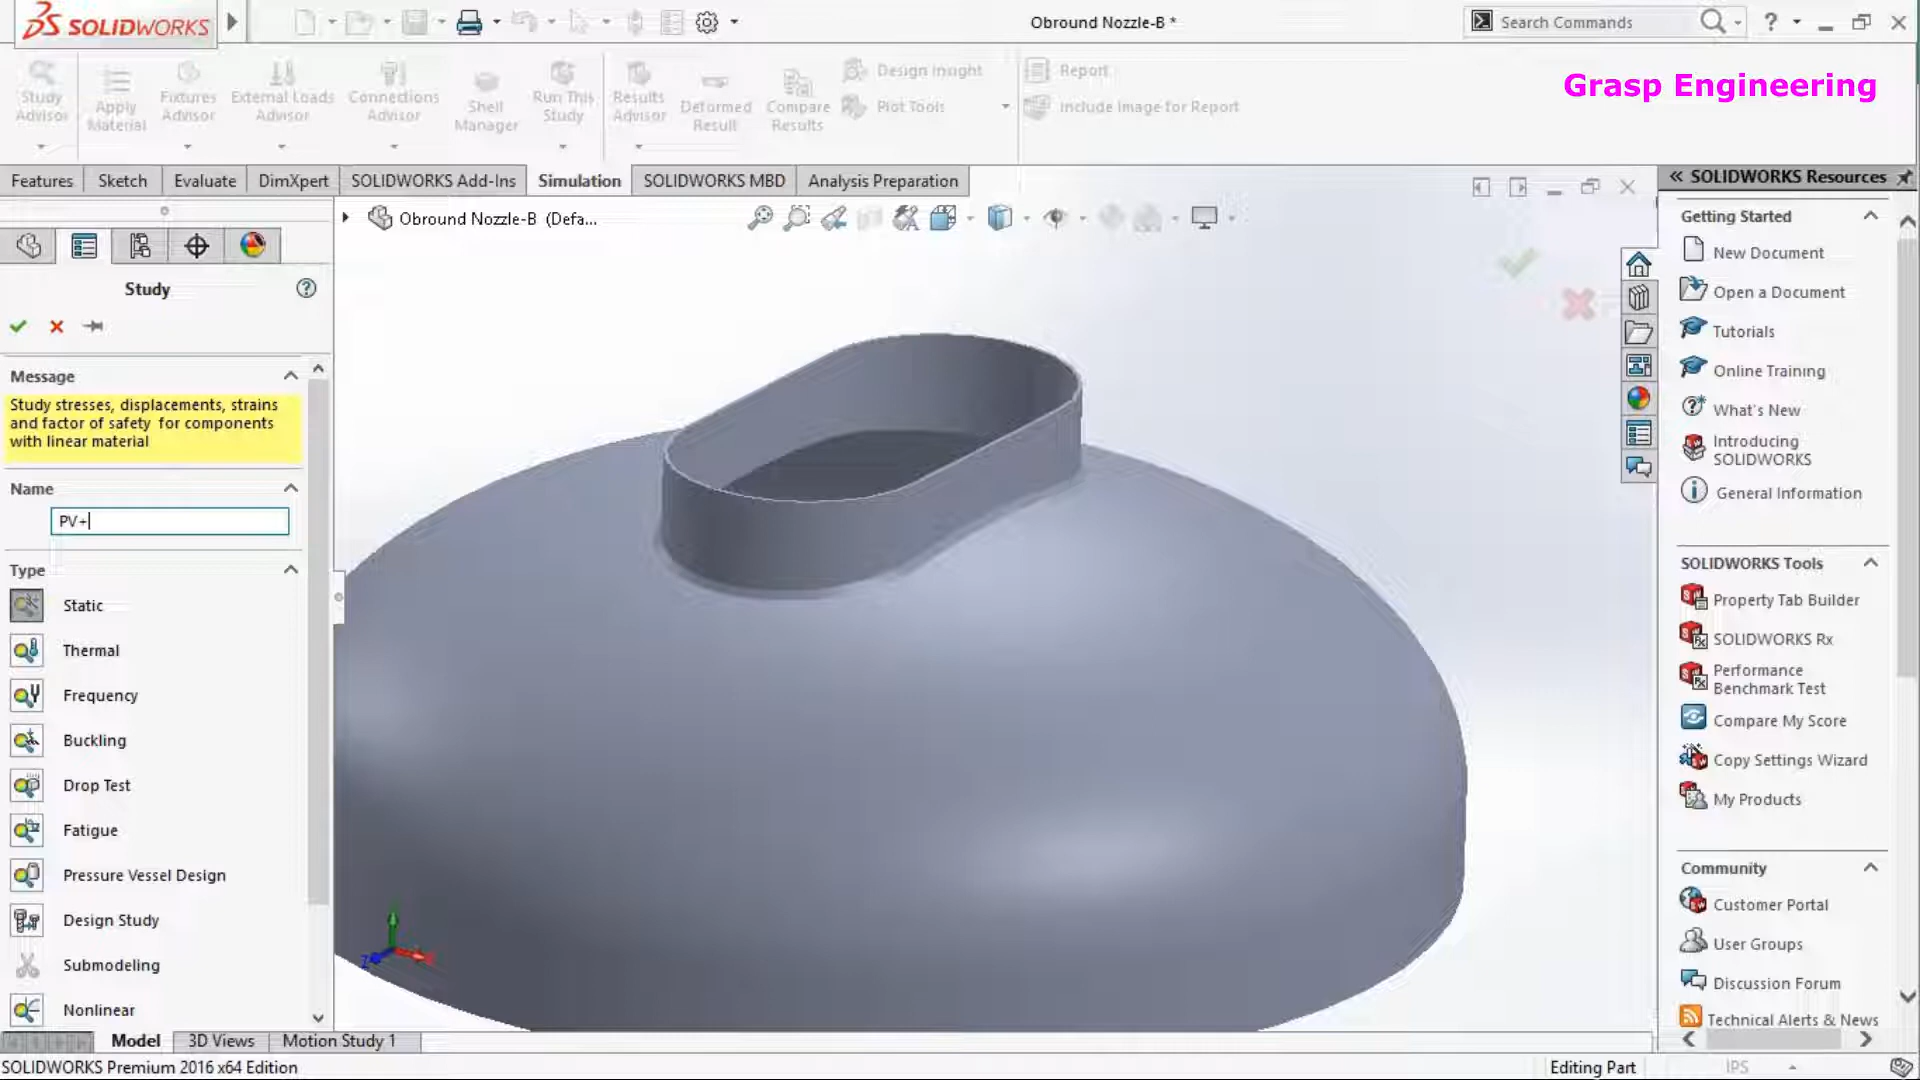 SOLIDWORKS
Obround Nozzle-B *
Search Commands
?
Study Advisor
Apply Material
Fixtures Advisor
External Loads Advisor
Connections Advisor
Shell Manager
Run This Study
Results Advisor
Deformed Result
Compare Results
Design Insight
Plot Tools
Report
Include Image for Report
Grasp Engineering
Features
Sketch
Evaluate
DimXpert
SOLIDWORKS Add-Ins
Simulation
SOLIDWORKS MBD
Analysis Preparation
Obround Nozzle-B (Defa...
Study
Message
Study stresses, displacements, strains
and factor of safety for components
with linear material
Name
PV+
Type
Static
Thermal
Frequency
Buckling
Drop Test
Fatigue
Pressure Vessel Design
Design Study
Submodeling
Nonlinear
Z
SOLIDWORKS Resources
Getting Started
New Document
Open a Document
Tutorials
Online Training
What's New
Introducing
SOLIDWORKS
General Information
SOLIDWORKS Tools
Property Tab Builder
SOLIDWORKS Rx
Performance
Benchmark Test
Compare My Score
Copy Settings Wizard
My Products
Community
Customer Portal
User Groups
Discussion Forum
Technical Alerts & News
Model
3D Views
Motion Study 1
SOLIDWORKS Premium 2016 x64 Edition
Editing Part
IPS